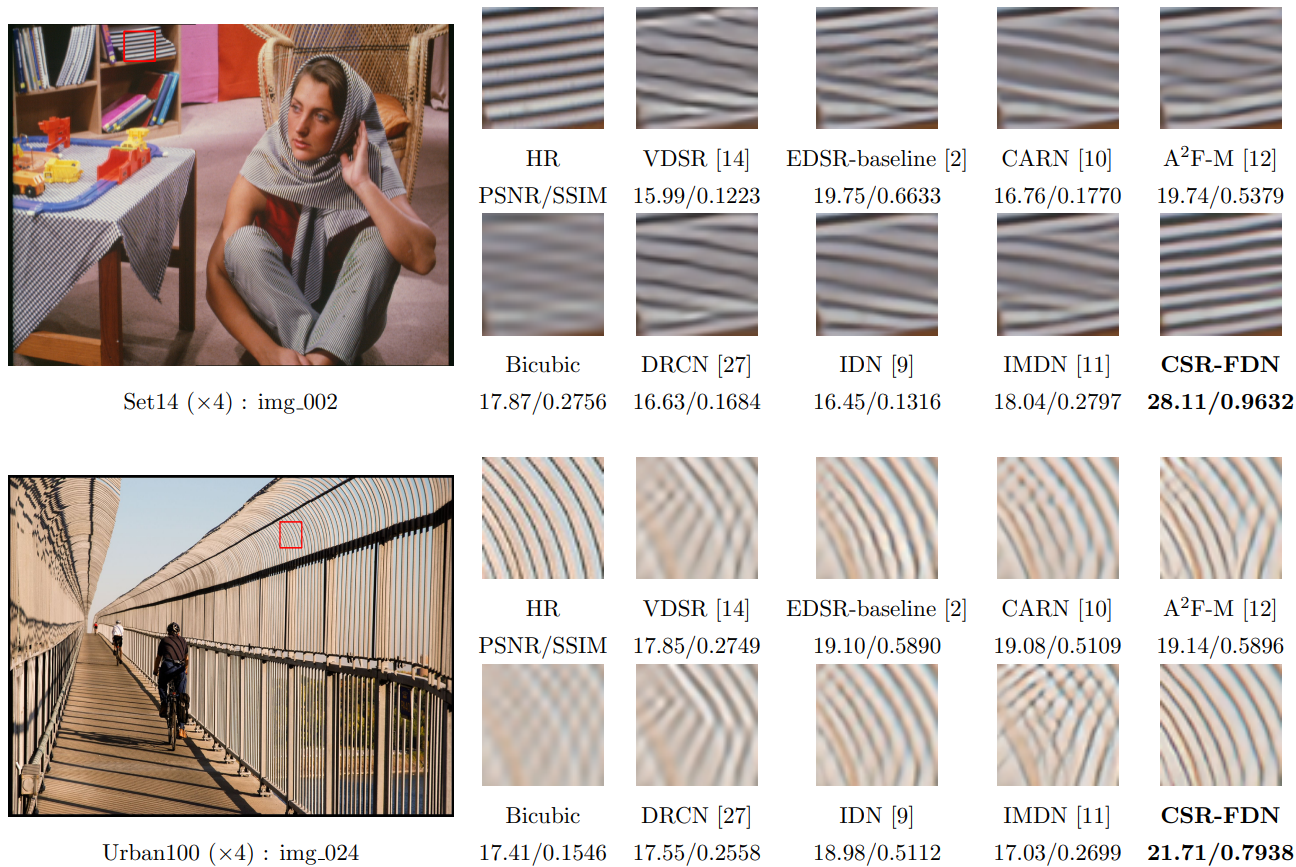 HR VDSR [14] EDSR-baseline [2] CARN [10] A²F-M [12]
PSNR/SSIM 15.99/0.1223 19.75/0.6633 16.76/0.1770 19.74/0.5379
Bicubic DRCN [27] IDN [9] IMDN [11] CSR-FDN
Set14 (×4) : img_002 17.87/0.2756 16.63/0.1684 16.45/0.1316 18.04/0.2797 28.11/0.9632
HR VDSR [14] EDSR-baseline [2] CARN [10] A²F-M [12]
PSNR/SSIM 17.85/0.2749 19.10/0.5890 19.08/0.5109 19.14/0.5896
Bicubic DRCN [27] IDN [9] IMDN [11] CSR-FDN
Urban100 (×4) : img_024 17.41/0.1546 17.55/0.2558 18.98/0.5112 17.03/0.2699 21.71/0.7938